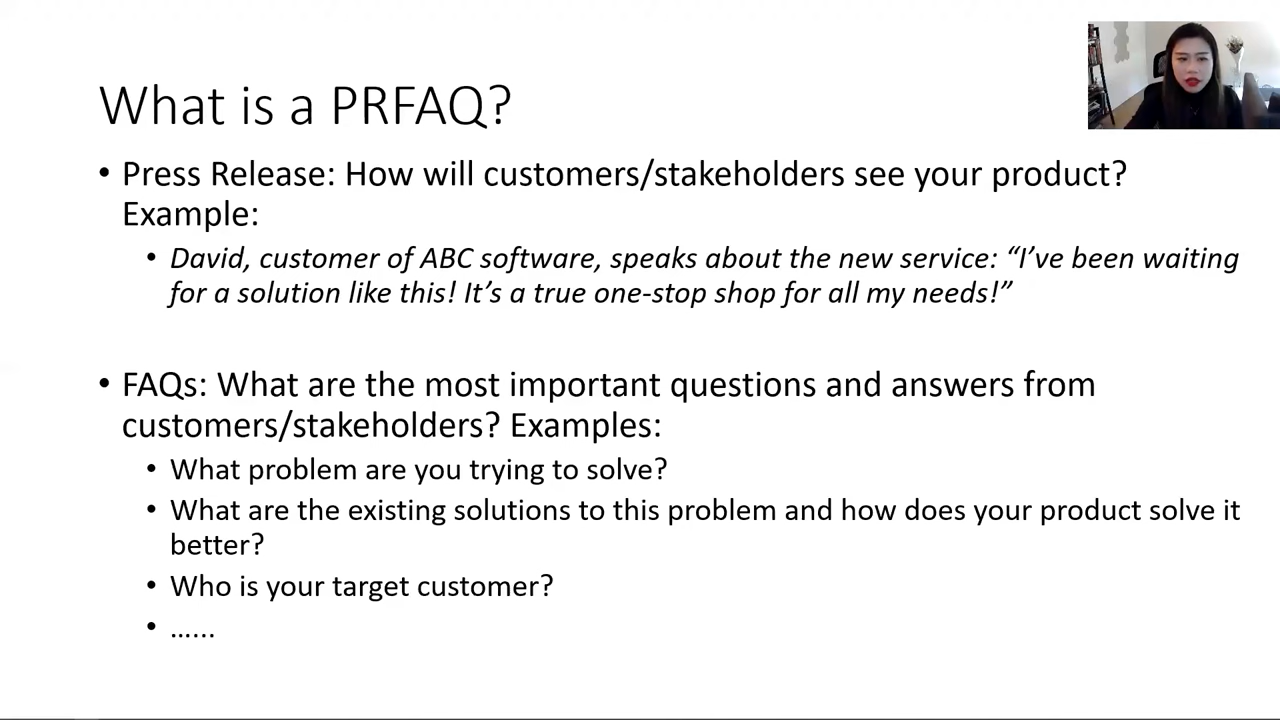 What is a PRFAQ?
• Press Release: How will customers/stakeholders see your product?
Example:
• David, customer of ABC software, speaks about the new service: “I’ve been waiting
for a solution like this! It’s a true one-stop shop for all my needs!”
• FAQs: What are the most important questions and answers from
customers/stakeholders? Examples:
• What problem are you trying to solve?
• What are the existing solutions to this problem and how does your product solve it
better?
• Who is your target customer?
• …...